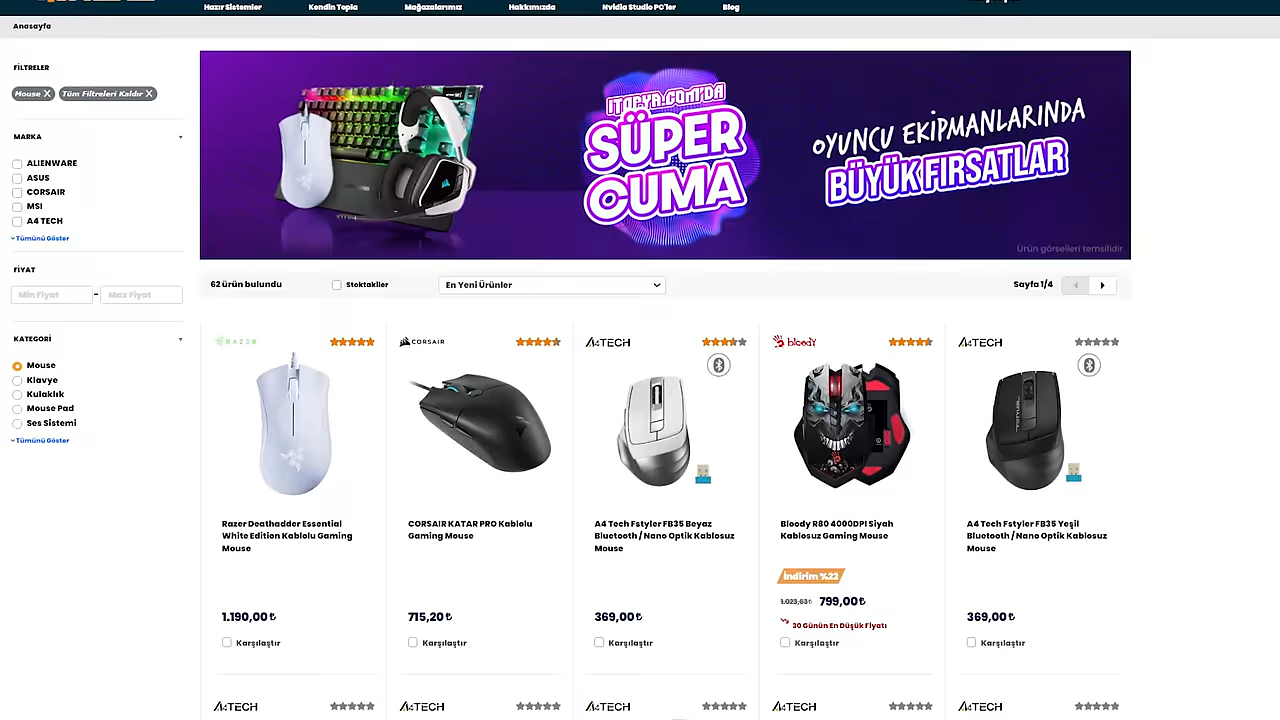 Hazır Sistemler
Kendin Topla
Mağazalarımız
Hakkımızda
Nvidia Studio PC'ler
Blog
Anasayfa
FİLTRELER
Mouse X
Tüm Filtreleri Kaldır X
MARKA
ALIENWARE
ASUS
CORSAIR
MSI
A4 TECH
Tümünü Göster
FİYAT
Min Fiyat - Max Fiyat
KATEGORİ
Mouse
Klavye
Kulaklık
Mouse Pad
Ses Sistemi
Tümünü Göster
ITOPYA.COM'DA
SÜPER
CUMA
OYUNCU EKİPMANLARINDA
BÜYÜK FIRSATLAR
Ürün görselleri temsilidir.
62 ürün bulundu
Stoktakiler
En Yeni Ürünler
Sayfa 1/4
RAZER
Razer Deathadder Essential
White Edition Kablolu Gaming
Mouse
1.190,00₺
Karşılaştır
CORSAIR
CORSAIR KATAR PRO Kablolu
Gaming Mouse
715,20₺
Karşılaştır
A4TECH
A4 Tech Fstyler FB35 Beyaz
Bluetooth / Nano Optik Kablosuz
Mouse
369,00₺
Karşılaştır
bloody
Bloody R80 4000DPI Siyah
Kablosuz Gaming Mouse
İndirim %22
1.023,63₺ 799,00₺
30 Günün En Düşük Fiyatı
Karşılaştır
A4TECH
FSTYLER
A4 Tech Fstyler FB35 Yeşil
Bluetooth / Nano Optik Kablosuz
Mouse
369,00₺
Karşılaştır
A4TECH
A4TECH
A4TECH
A4TECH
A4TECH